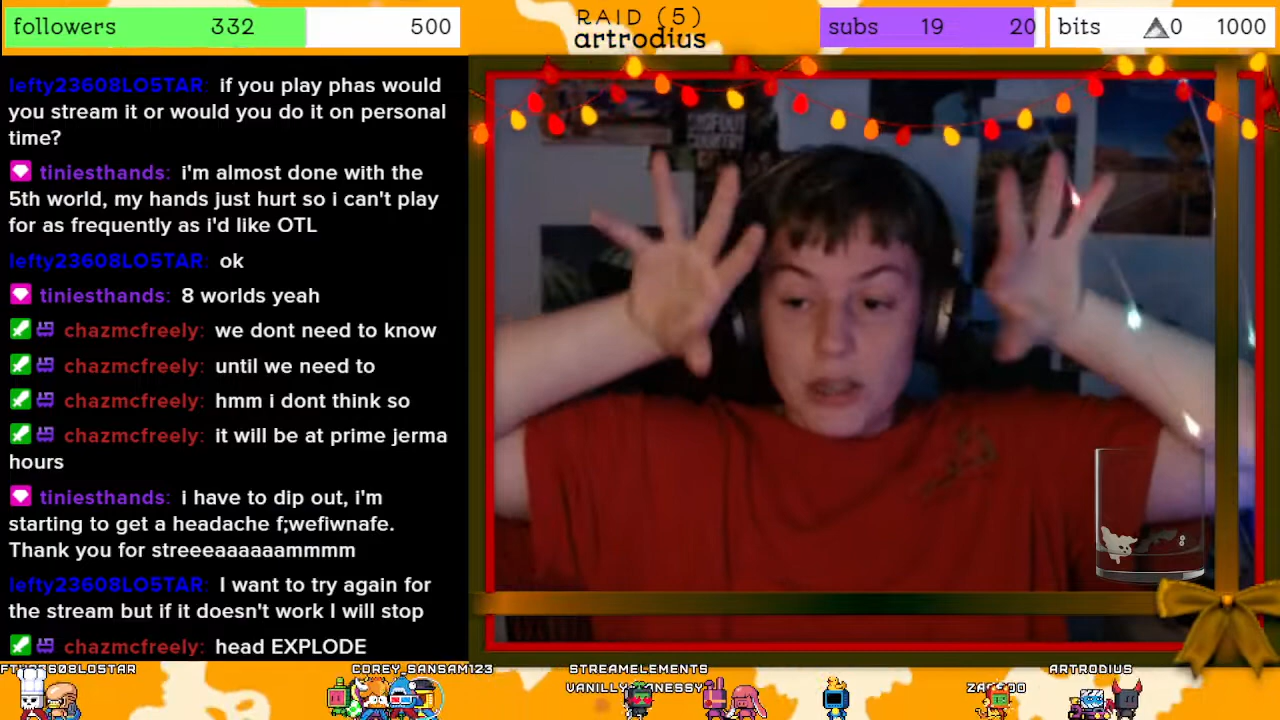 followers 332 500
RAID (5)
artrodius
subs 19 20
bits 0 1000
lefty23608LO5TAR: if you play phas would
you stream it or would you do it on personal
time?
tiniesthands: i'm almost done with the
5th world, my hands just hurt so i can't play
for as frequently as i'd like OTL
lefty23608LO5TAR: ok
tiniesthands: 8 worlds yeah
chazmcfreely: we dont need to know
chazmcfreely: until we need to
chazmcfreely: hmm i dont think so
chazmcfreely: it will be at prime jerma
hours
tiniesthands: i have to dip out, i'm
starting to get a headache f;wefiwnafe.
Thank you for streeeaaaaaammmm
lefty23608LO5TAR: I want to try again for
the stream but if it doesn't work I will stop
chazmcfreely: head EXPLODE
COREY_SANSAM123
STREAMELEMENTS
ARTRODIUS